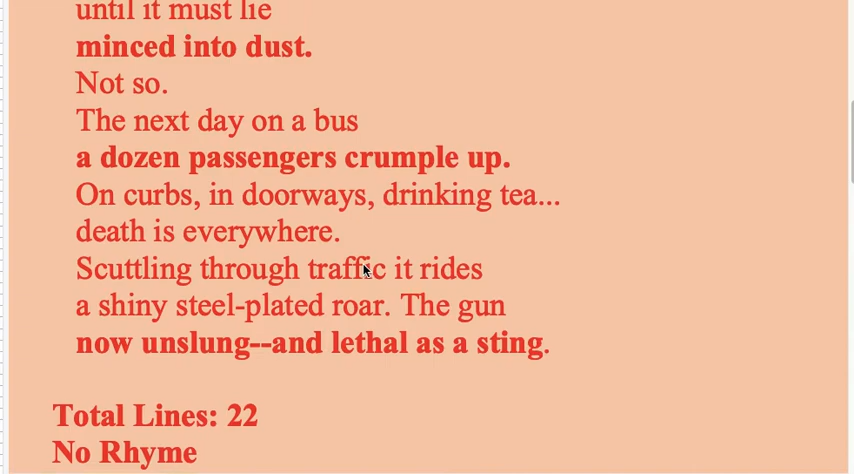 until it must lie
minced into dust.
Not so.
The next day on a bus
a dozen passengers crumple up.
On curbs, in doorways, drinking tea...
death is everywhere.
Scuttling through traffic it rides
a shiny steel-plated roar. The gun
now unslung--and lethal as a sting.
Total Lines: 22
No Rhyme